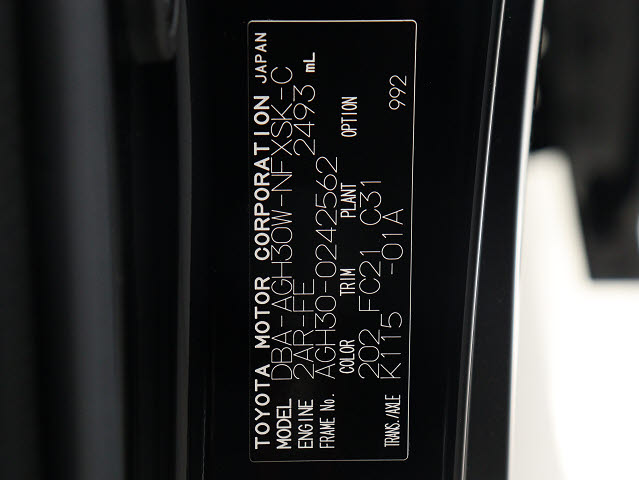 TOYOTA MOTOR CORPORATION JAPAN
MODEL DBA-AGH30W-NFXSK-C
ENGINE 2AR-FE 2493 mL
FRAME No. AGH30-0242562
COLOR TRIM PLANT OPTION
202 FC21 C31 992
TRANS./AXLE K115 -01A